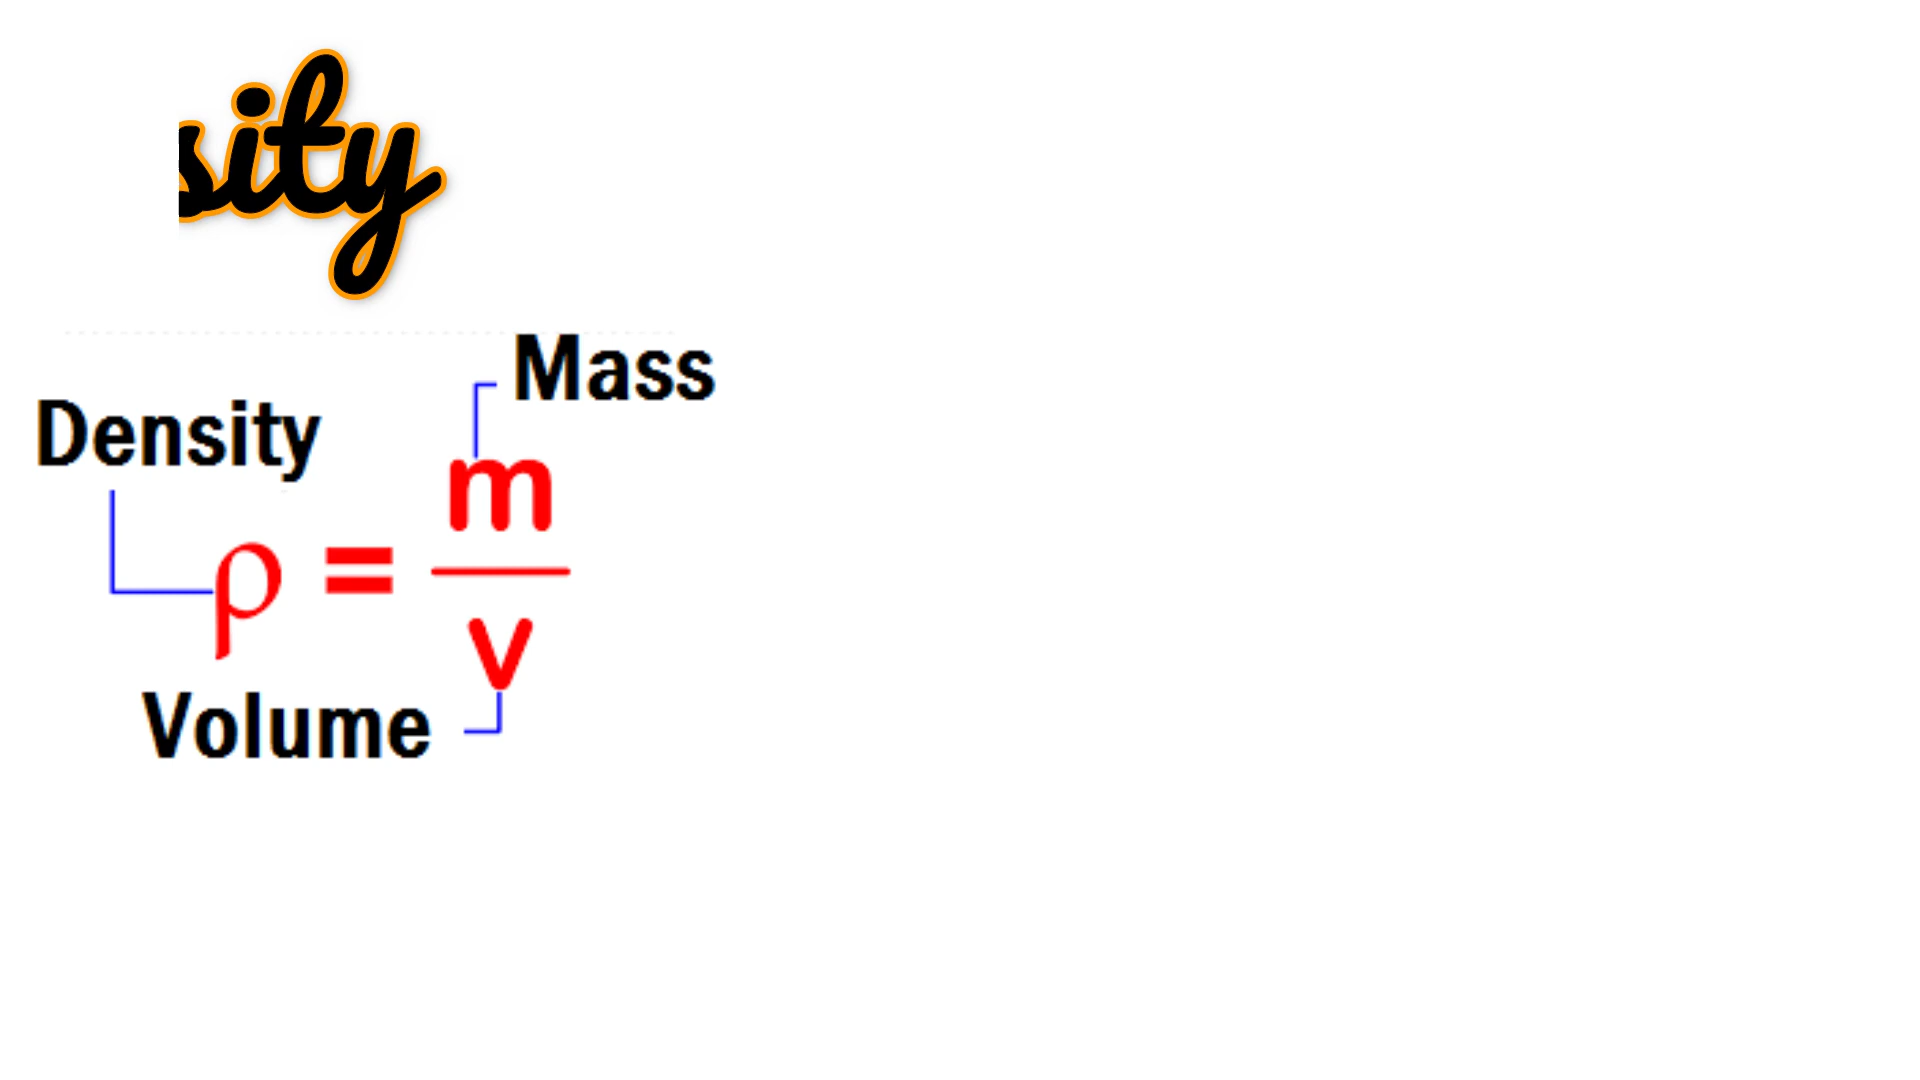 sity
Mass
Density
m
ρ =
v
Volume